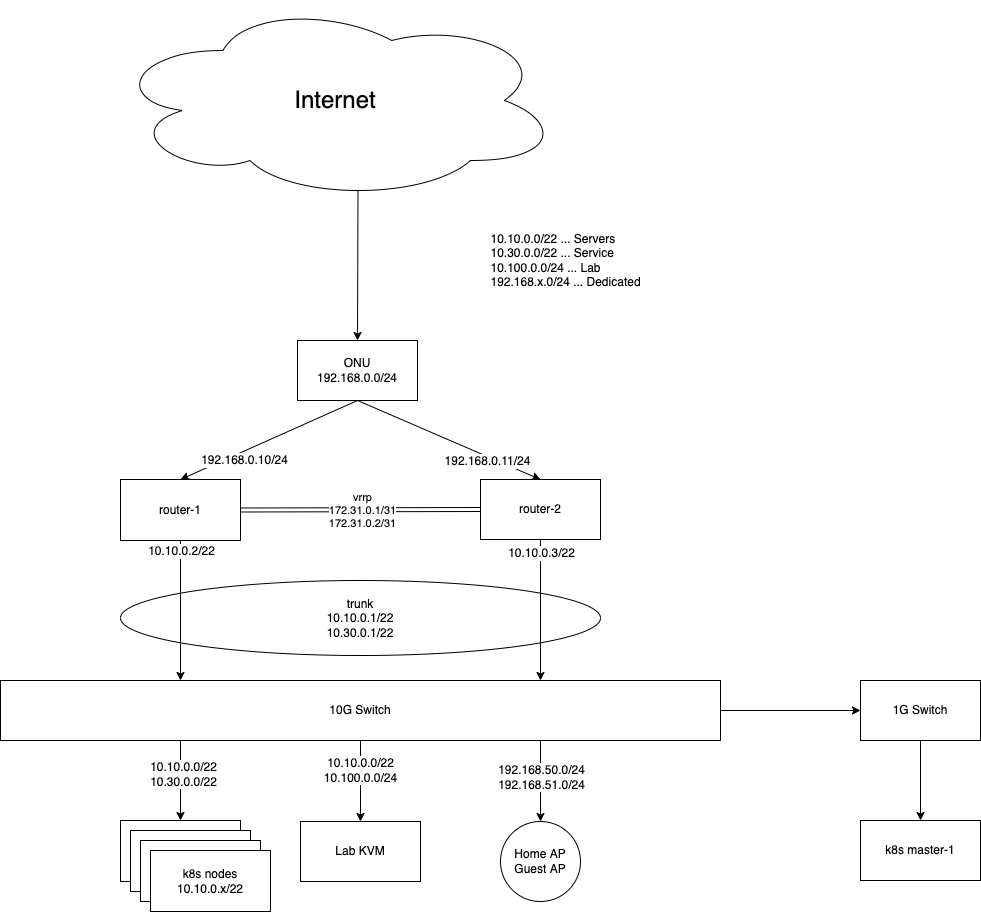 Internet
10.10.0.0/22 ... Servers
10.30.0.0/22 ... Service
10.100.0.0/24 ... Lab
192.168.x.0/24 ... Dedicated
ONU
192.168.0.0/24
192.168.0.10/24
192.168.0.11/24
router-1
vrrp
172.31.0.1/31
172.31.0.2/31
router-2
10.10.0.2/22
10.10.0.3/22
trunk
10.10.0.1/22
10.30.0.1/22
10G Switch
1G Switch
10.10.0.0/22
10.30.0.0/22
10.10.0.0/22
10.100.0.0/24
192.168.50.0/24
192.168.51.0/24
k8s nodes
10.10.0.x/22
Lab KVM
Home AP
Guest AP
k8s master-1